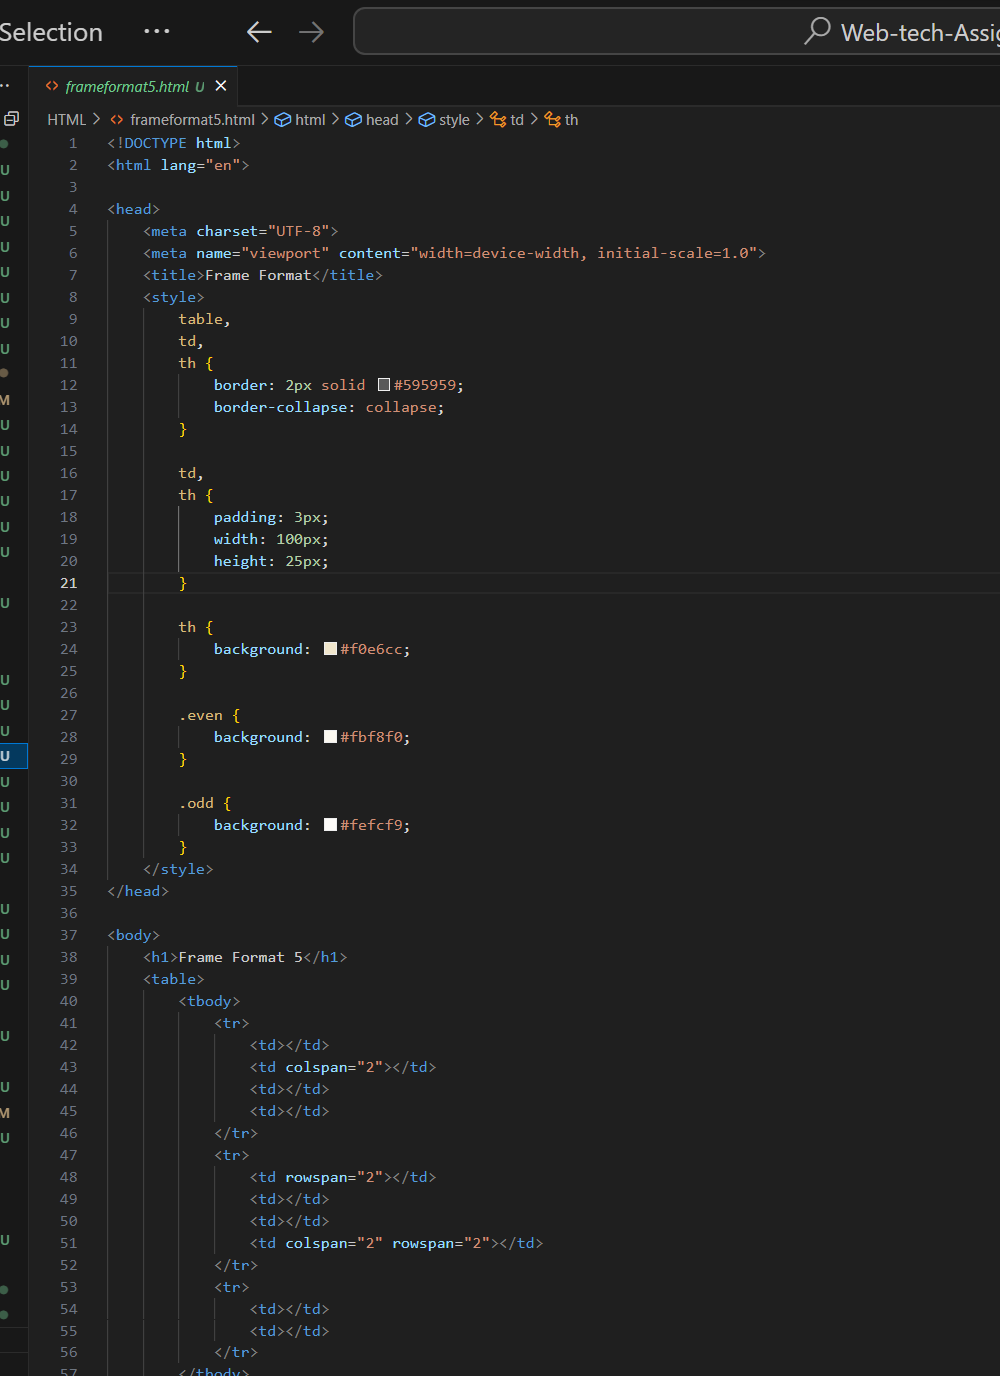 Selection ··· ← →
Web-tech-Assig
frameformat5.html U ×
HTML > frameformat5.html > html > head > style > td > th
1 <!DOCTYPE html>
2 <html lang="en">
3
4 <head>
5 <meta charset="UTF-8">
6 <meta name="viewport" content="width=device-width, initial-scale=1.0">
7 <title>Frame Format</title>
8 <style>
9 table,
10 td,
11 th {
12 border: 2px solid #595959;
13 border-collapse: collapse;
14 }
15
16 td,
17 th {
18 padding: 3px;
19 width: 100px;
20 height: 25px;
21 }
22
23 th {
24 background: #f0e6cc;
25 }
26
27 .even {
28 background: #fbf8f0;
29 }
30
31 .odd {
32 background: #fefcf9;
33 }
34 </style>
35 </head>
36
37 <body>
38 <h1>Frame Format 5</h1>
39 <table>
40 <tbody>
41 <tr>
42 <td></td>
43 <td colspan="2"></td>
44 <td></td>
45 <td></td>
46 </tr>
47 <tr>
48 <td rowspan="2"></td>
49 <td></td>
50 <td></td>
51 <td colspan="2" rowspan="2"></td>
52 </tr>
53 <tr>
54 <td></td>
55 <td></td>
56 </tr>
57 </tbody>